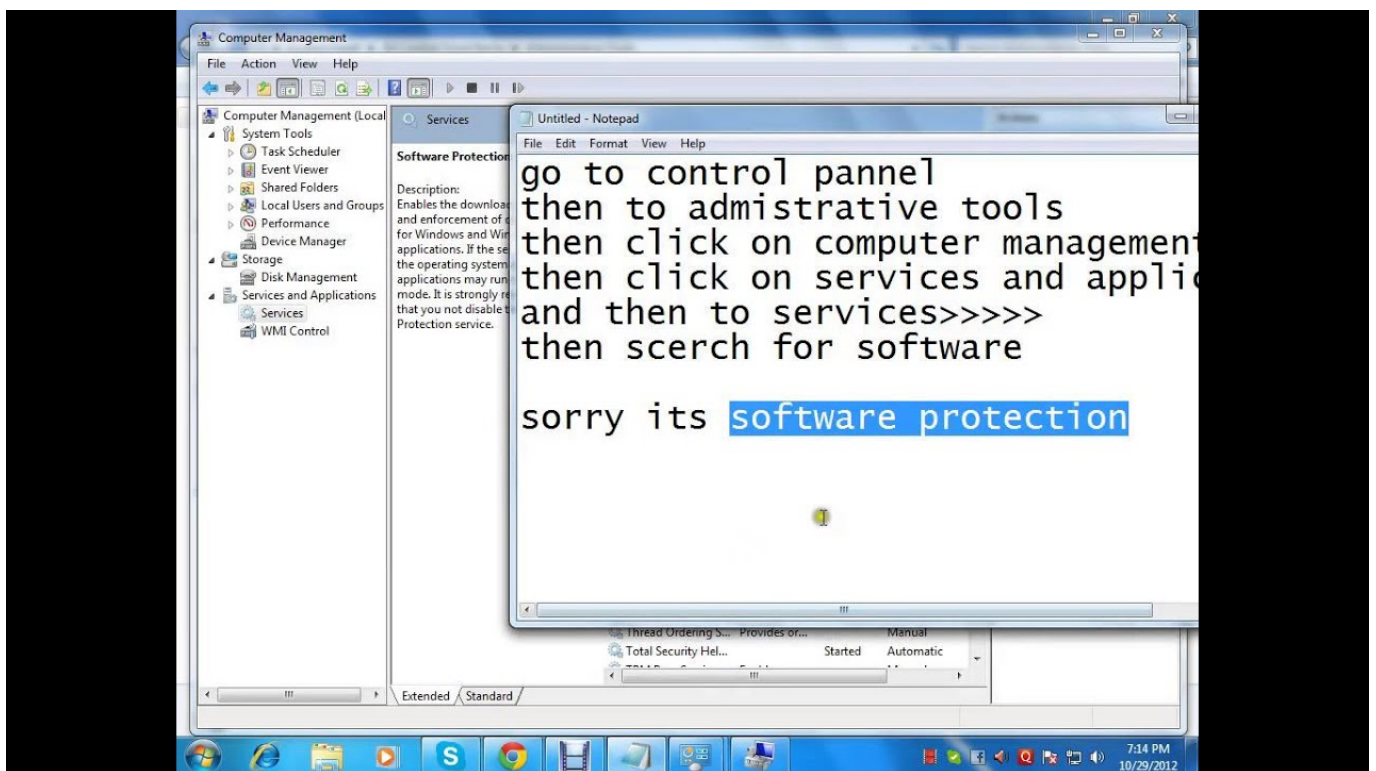 Computer Management
File Action View Help
Computer Management (Local
System Tools
Task Scheduler
Event Viewer
Shared Folders
Local Users and Groups
Performance
Device Manager
Storage
Disk Management
Services and Applications
Services
WMI Control
Services
Software Protection
Description:
Enables the downloa
and enforcement of
for Windows and Win
applications. If the se
the operating system
applications may run
mode. It is strongly re
that you not disable t
Protection service.
Untitled - Notepad
File Edit Format View Help
go to control pannel
then to admistrative tools
then click on computer management
then click on services and applic
and then to services>>>>>
then scerch for software
sorry its software protection
Thread Ordering S... Provides or... Manual
Total Security Hel... Started Automatic
Extended Standard
7:14 PM
10/29/2012